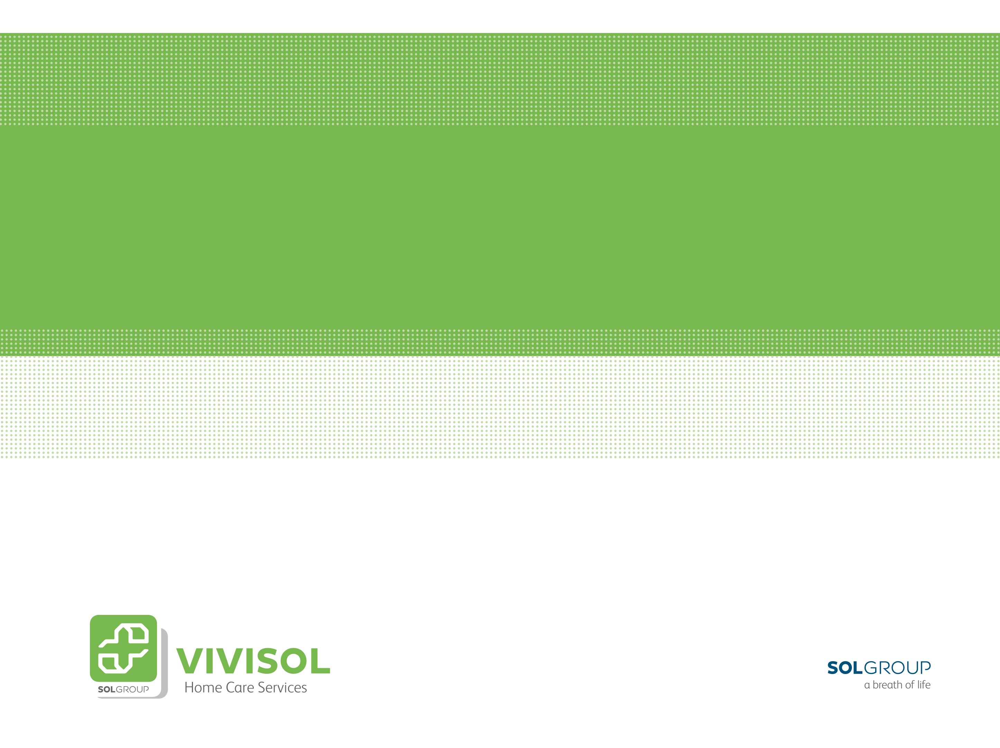 VIVISOL
Home Care Services
SOLGROUP
SOLGROUP
a breath of life